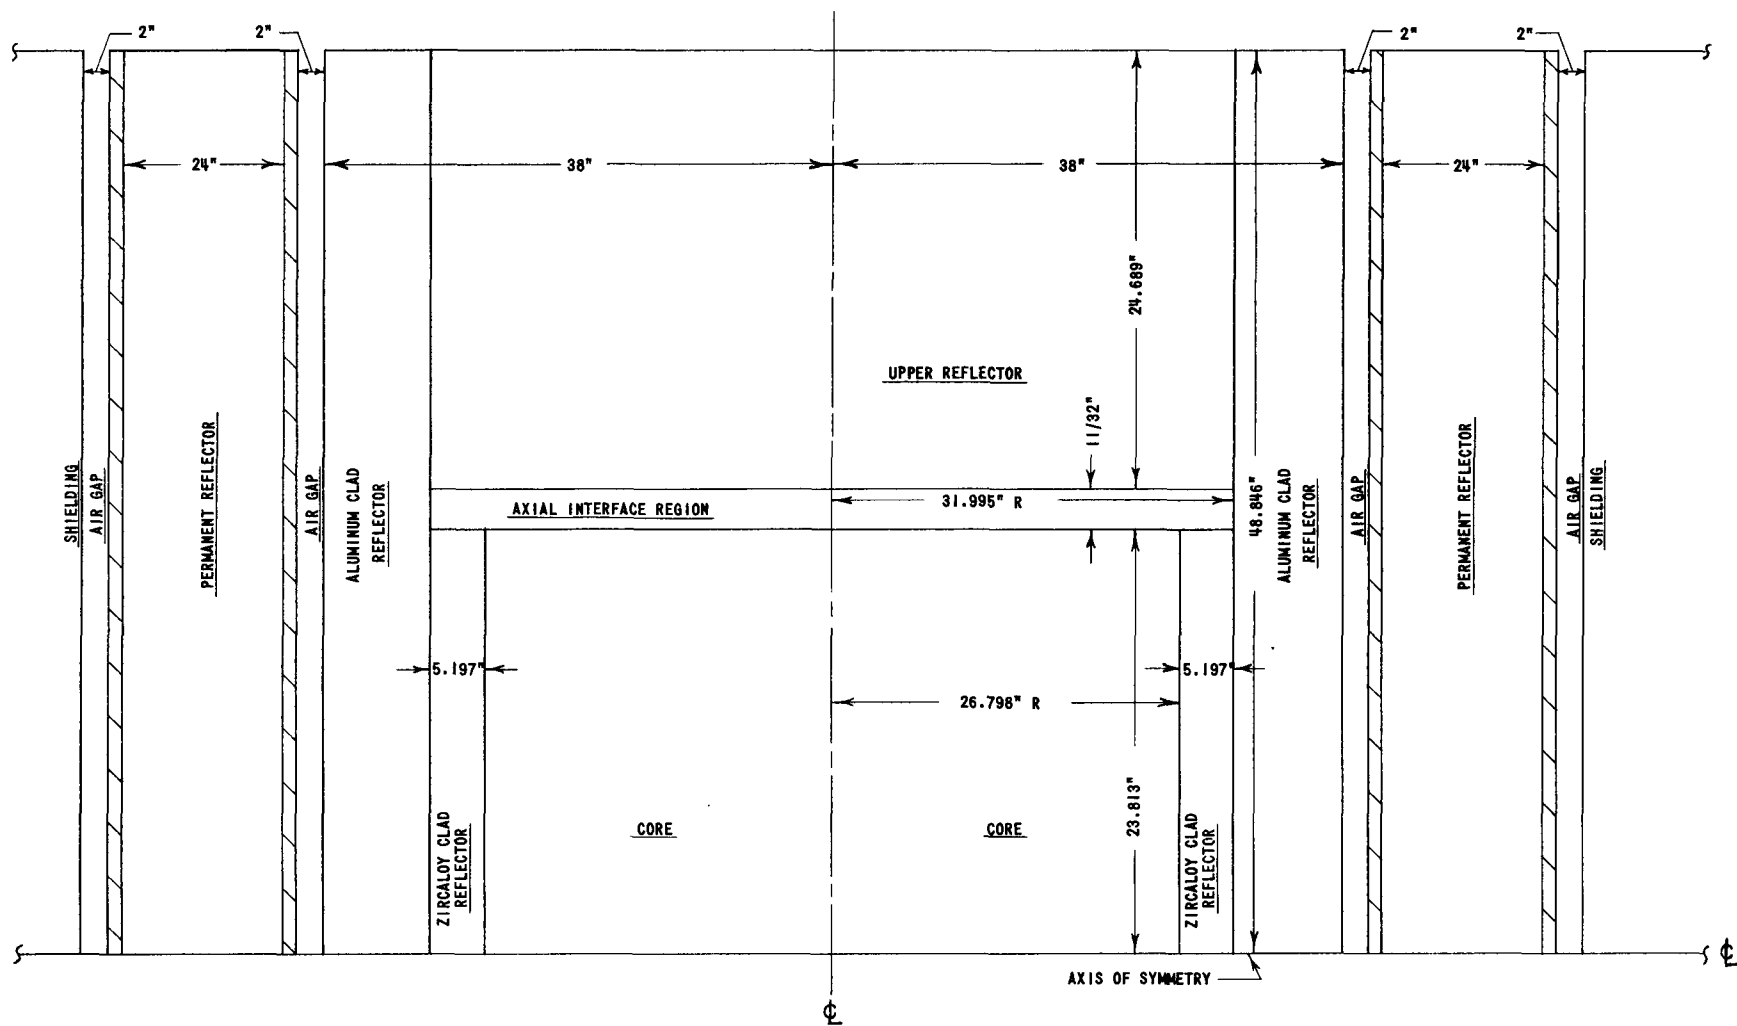 2"
2"
2"
2"
24"
38"
38"
24"
24.689"
UPPER REFLECTOR
11/32"
SHIELDING
AIR GAP
PERMANENT REFLECTOR
AIR GAP
ALUMINUM CLAD
REFLECTOR
AXIAL INTERFACE REGION
31.995" R
48.846"
ALUMINUM CLAD
REFLECTOR
AIR GAP
PERMANENT REFLECTOR
AIR GAP
SHIELDING
5.197"
5.197"
26.798" R
23.813"
ZIRCALOY CLAD
REFLECTOR
CORE
CORE
ZIRCALOY CLAD
REFLECTOR
AXIS OF SYMMETRY
℄
℄